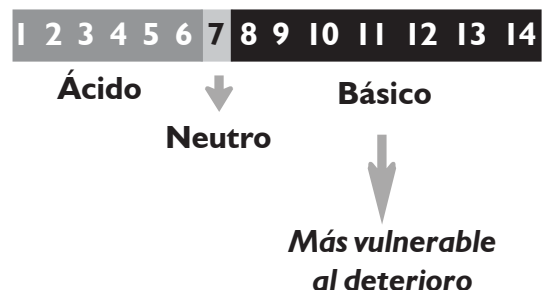 1 2 3 4 5 6 7 8 9 10 11 12 13 14
Ácido
Básico
Neutro
Más vulnerable
al deterioro